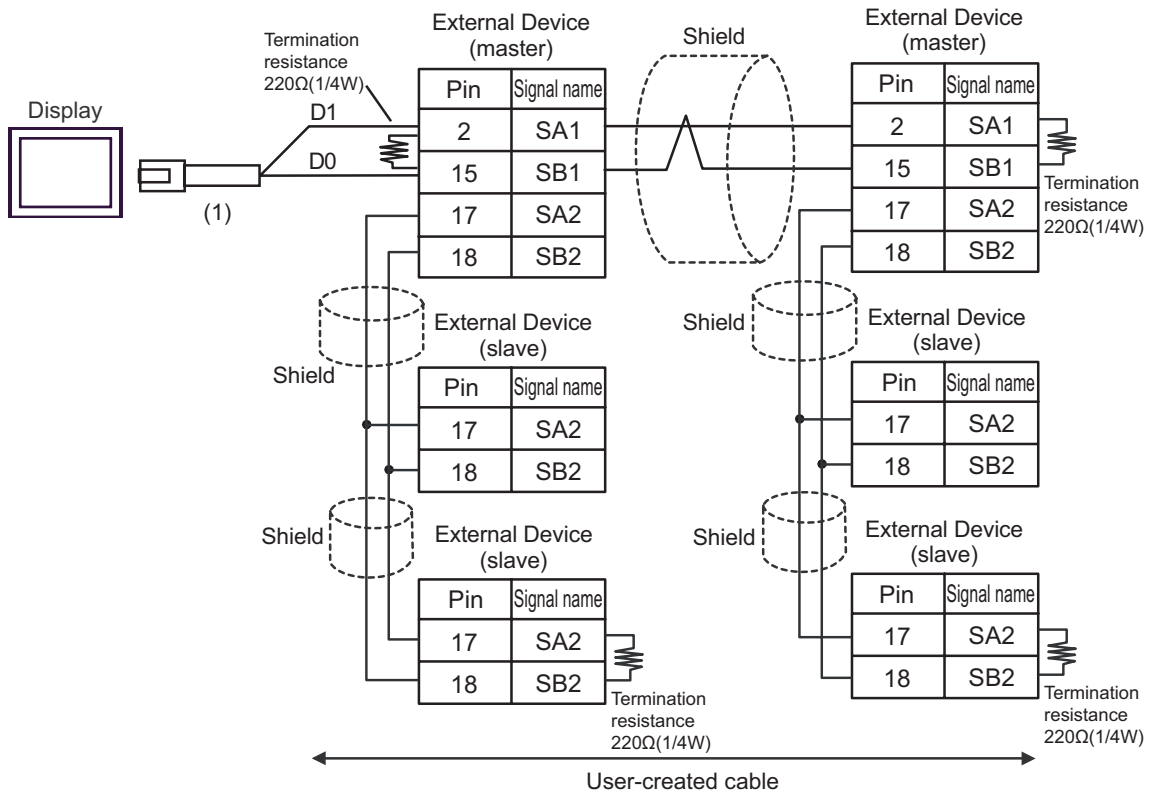 External Device
(master)
Termination
resistance
220Ω(1/4W)
Display
D1
D0
(1)
Pin Signal name
2 SA1
15 SB1
17 SA2
18 SB2
Shield
External Device
(master)
Pin Signal name
2 SA1
15 SB1
17 SA2
18 SB2
Termination
resistance
220Ω(1/4W)
Shield
External Device
(slave)
Pin Signal name
17 SA2
18 SB2
Shield
External Device
(slave)
Pin Signal name
17 SA2
18 SB2
Shield
External Device
(slave)
Pin Signal name
17 SA2
18 SB2
Termination
resistance
220Ω(1/4W)
Shield
External Device
(slave)
Pin Signal name
17 SA2
18 SB2
Termination
resistance
220Ω(1/4W)
User-created cable